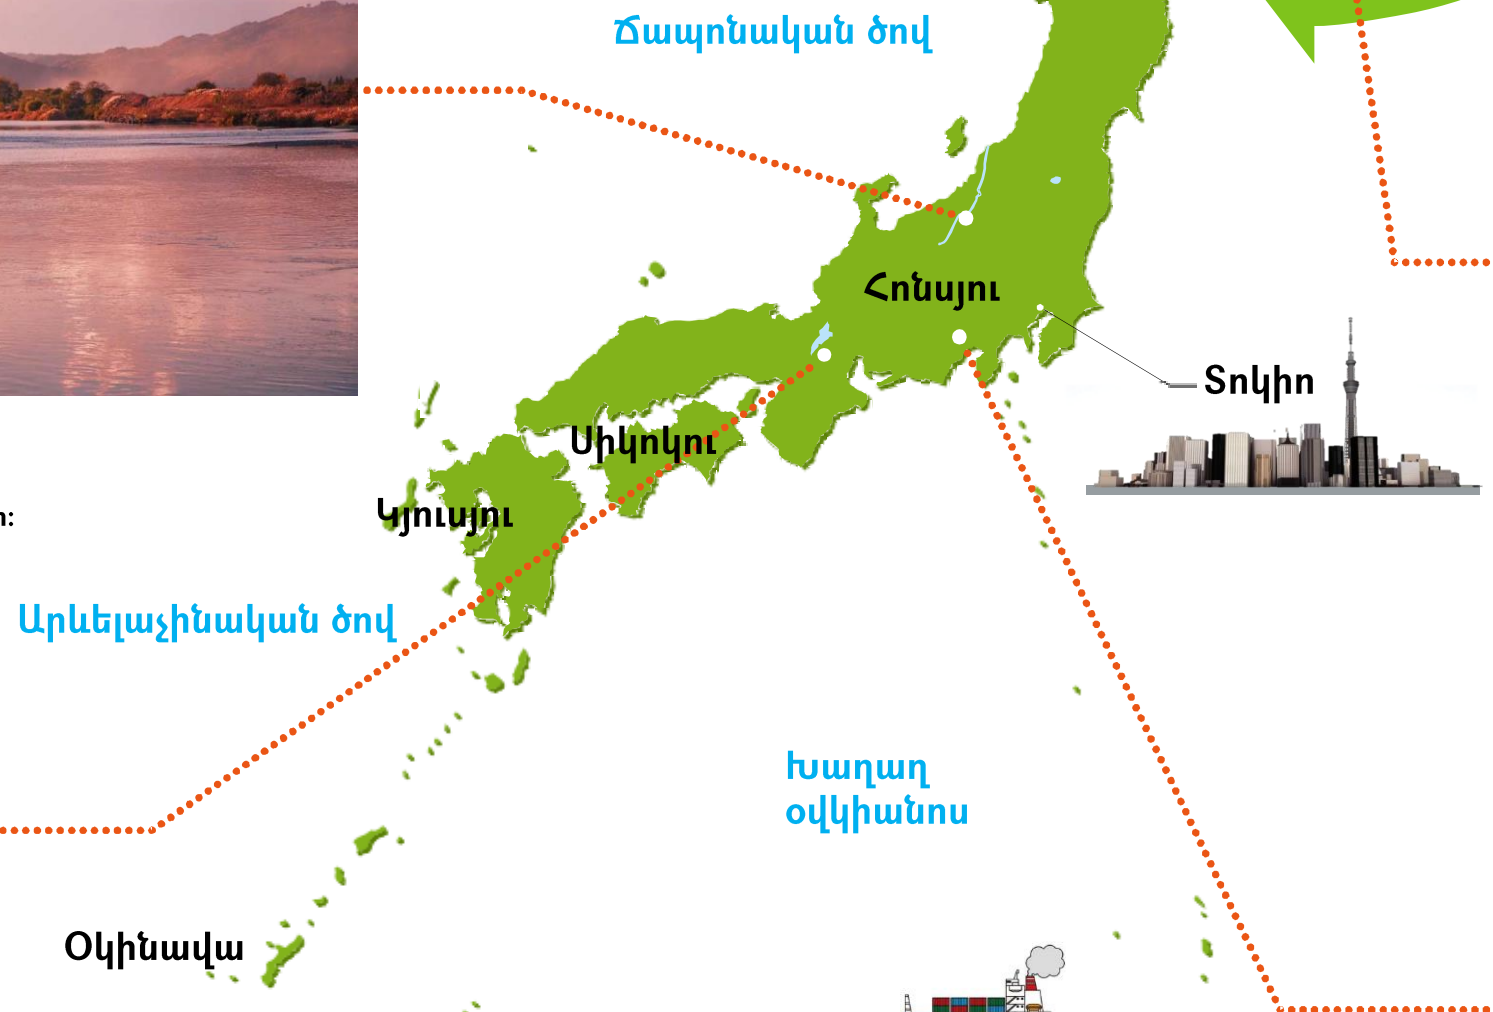 Ճապոնական ծով
Հոնսյու
Տոկիո
Սիկոկու
Կյուսյու
Արևելաչինական ծով
Խաղաղ
օվկիանոս
Օկինավա